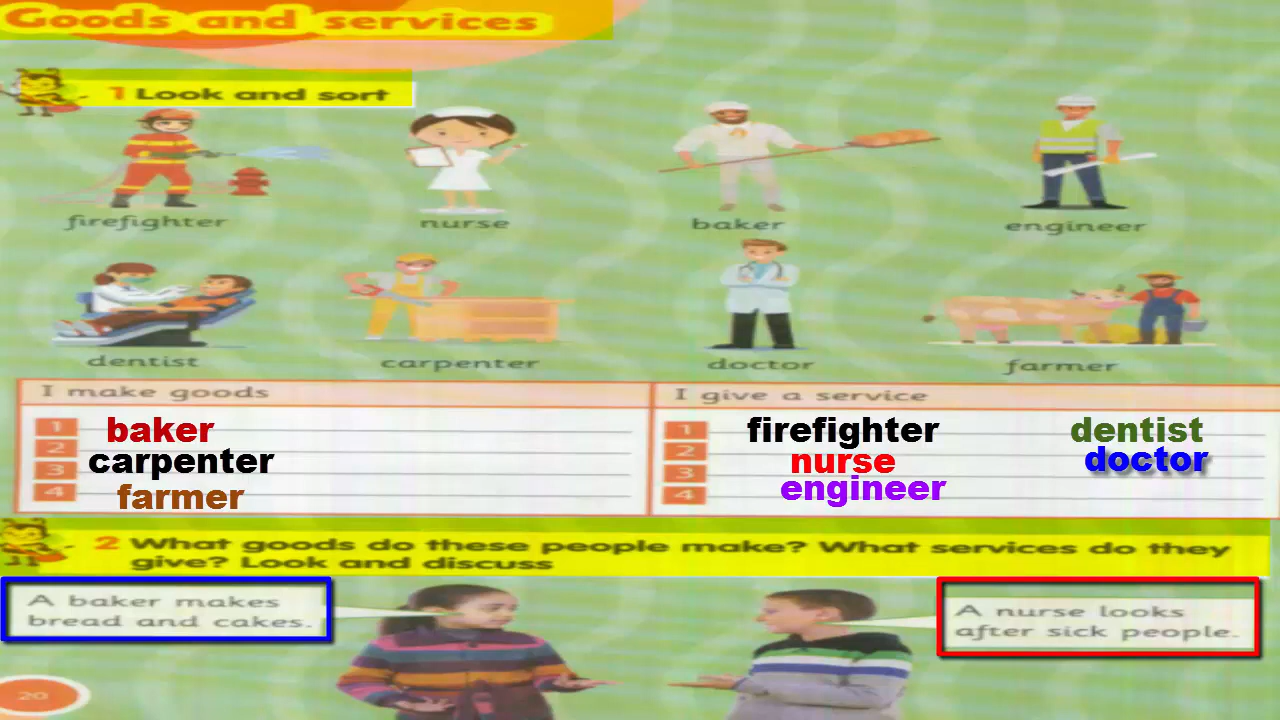 Goods and services
1 Look and sort
firefighter nurse baker engineer
dentist carpenter doctor farmer
I make goods
1 baker
2 carpenter
3
4 farmer
I give a service
1 firefighter dentist
2 nurse doctor
3 engineer
4
2 What goods do these people make? What services do they
give? Look and discuss
A baker makes
bread and cakes.
A nurse looks
after sick people.
20